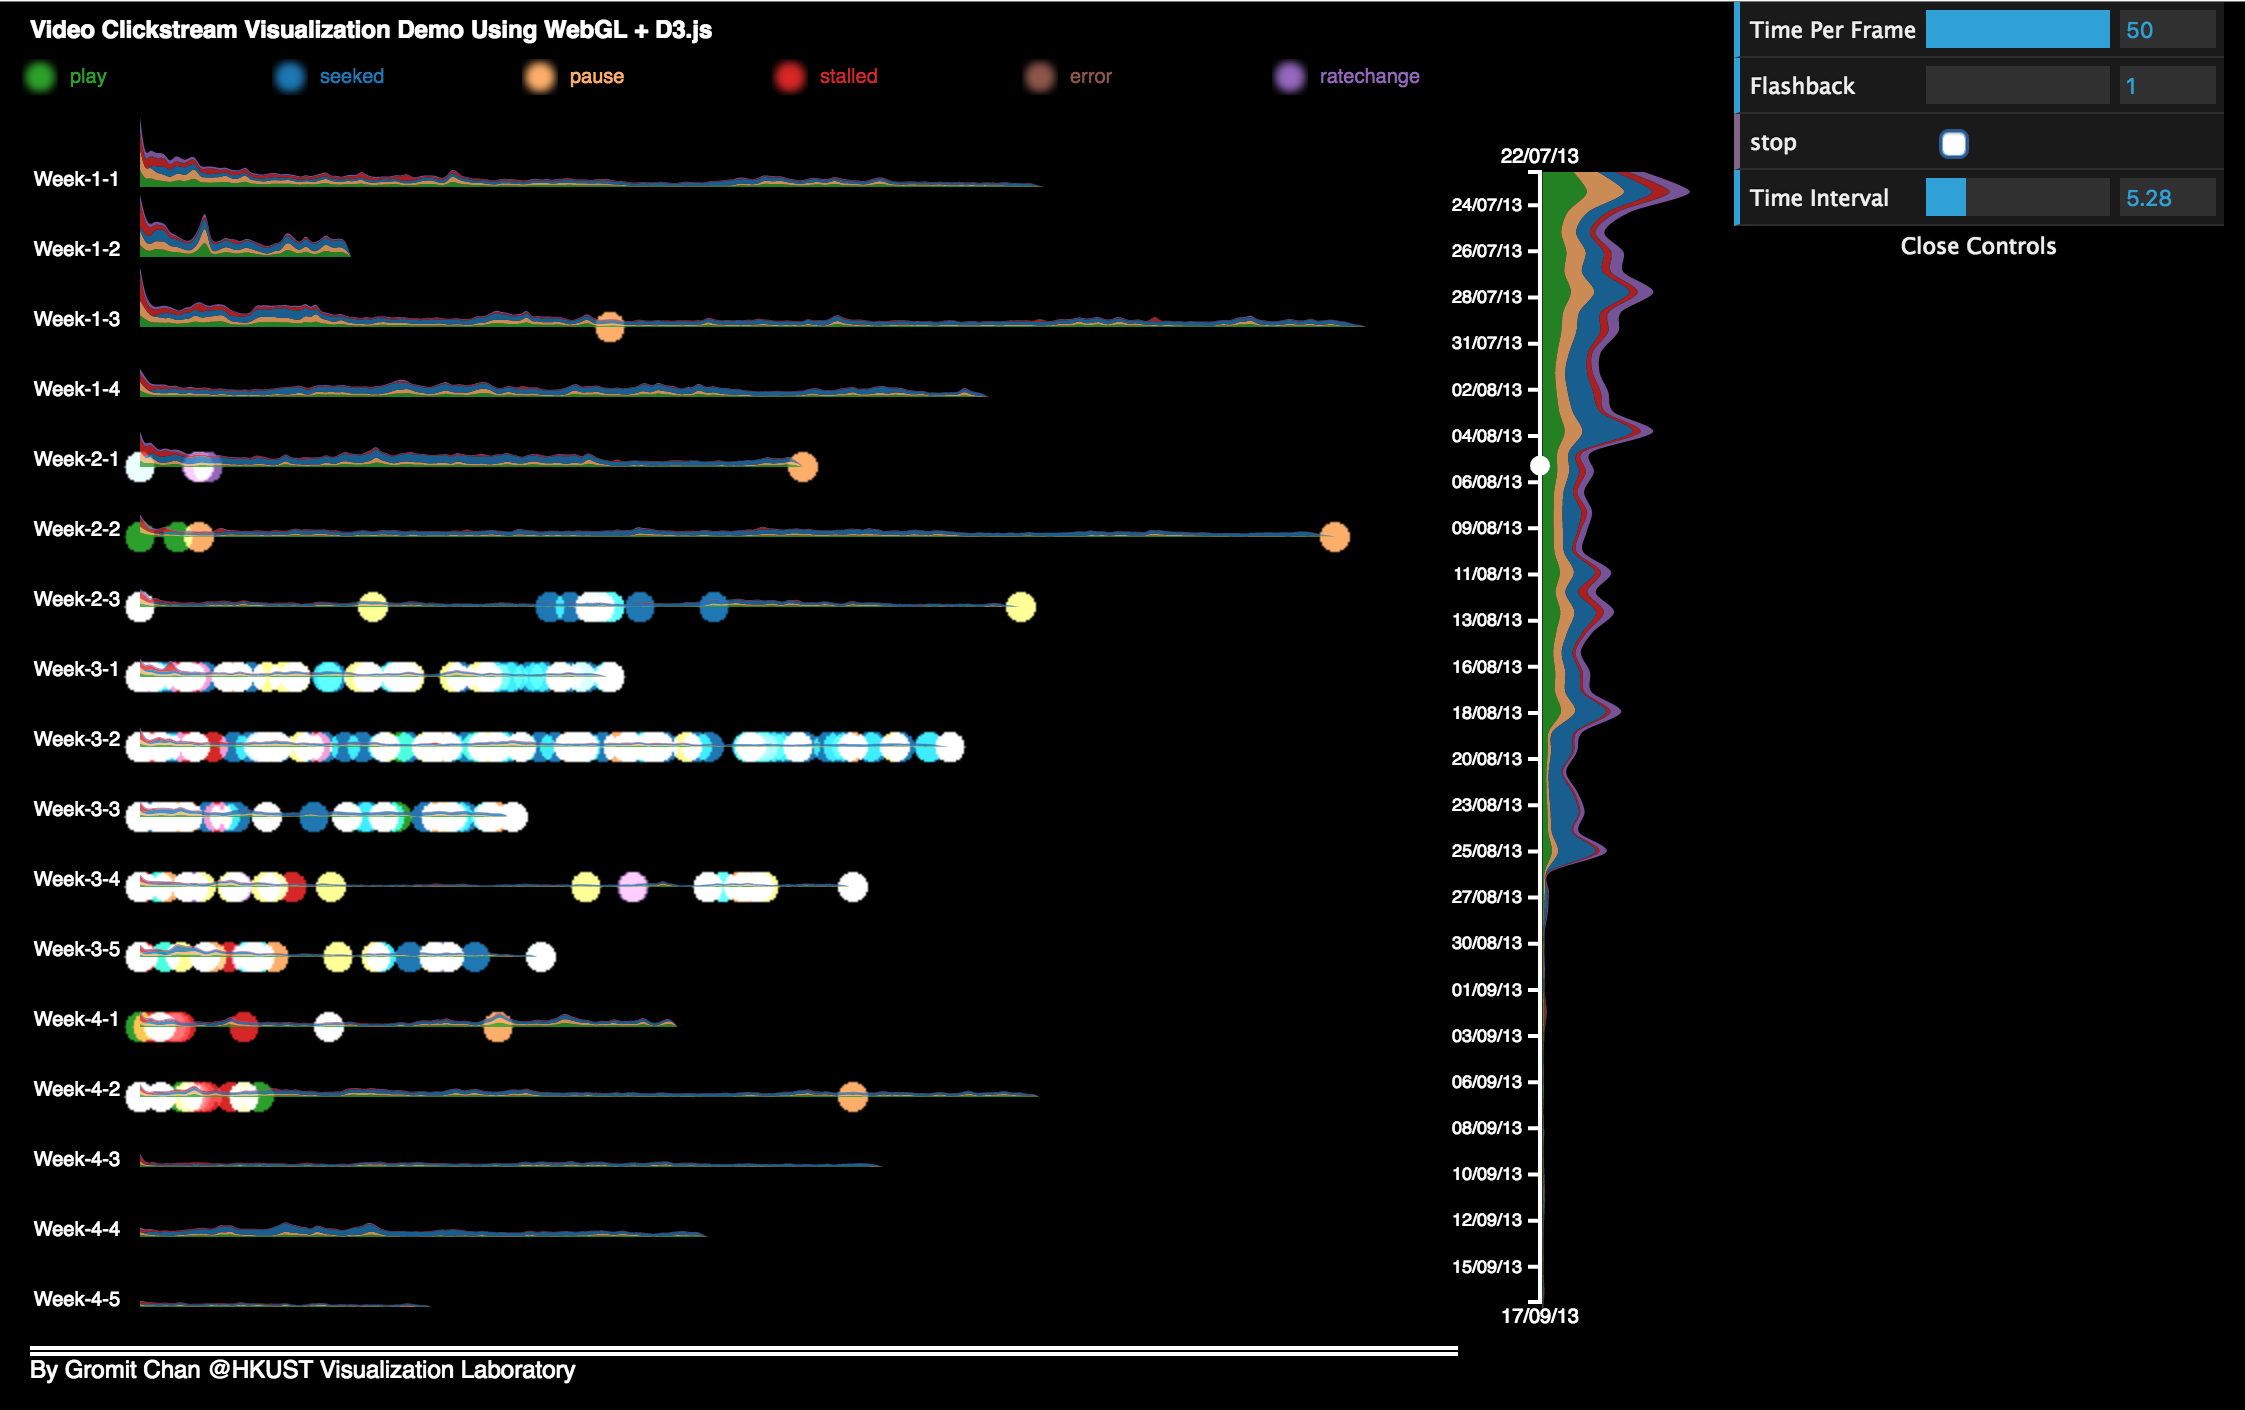 Video Clickstream Visualization Demo Using WebGL + D3.js
play seeked pause stalled error ratechange
Week-1-1
Week-1-2
Week-1-3
Week-1-4
Week-2-1
Week-2-2
Week-2-3
Week-3-1
Week-3-2
Week-3-3
Week-3-4
Week-3-5
Week-4-1
Week-4-2
Week-4-3
Week-4-4
Week-4-5
By Gromit Chan @HKUST Visualization Laboratory
22/07/13
24/07/13
26/07/13
28/07/13
31/07/13
02/08/13
04/08/13
06/08/13
09/08/13
11/08/13
13/08/13
16/08/13
18/08/13
20/08/13
23/08/13
25/08/13
27/08/13
30/08/13
01/09/13
03/09/13
06/09/13
08/09/13
10/09/13
12/09/13
15/09/13
17/09/13
Time Per Frame 50
Flashback 1
stop
Time Interval 5.28
Close Controls